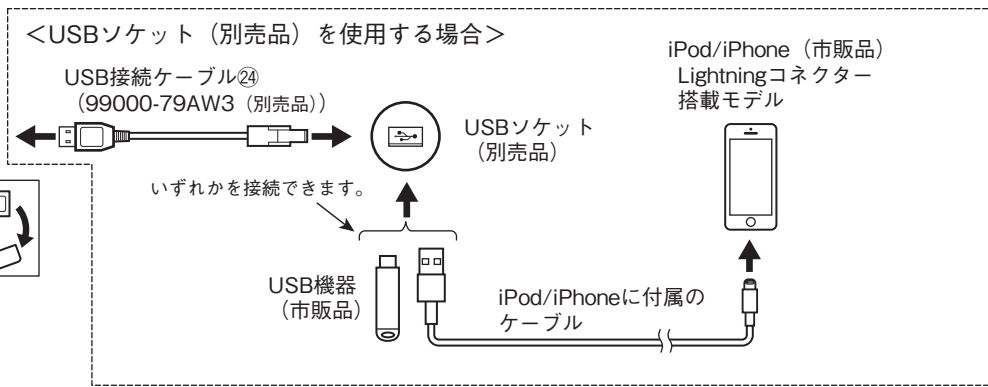 ＜USBソケット（別売品）を使用する場合＞
USB接続ケーブル㉔
（99000-79AW3（別売品））
USBソケット
（別売品）
iPod/iPhone（市販品）
Lightningコネクター
搭載モデル
いずれかを接続できます。
USB機器
（市販品）
iPod/iPhoneに付属の
ケーブル